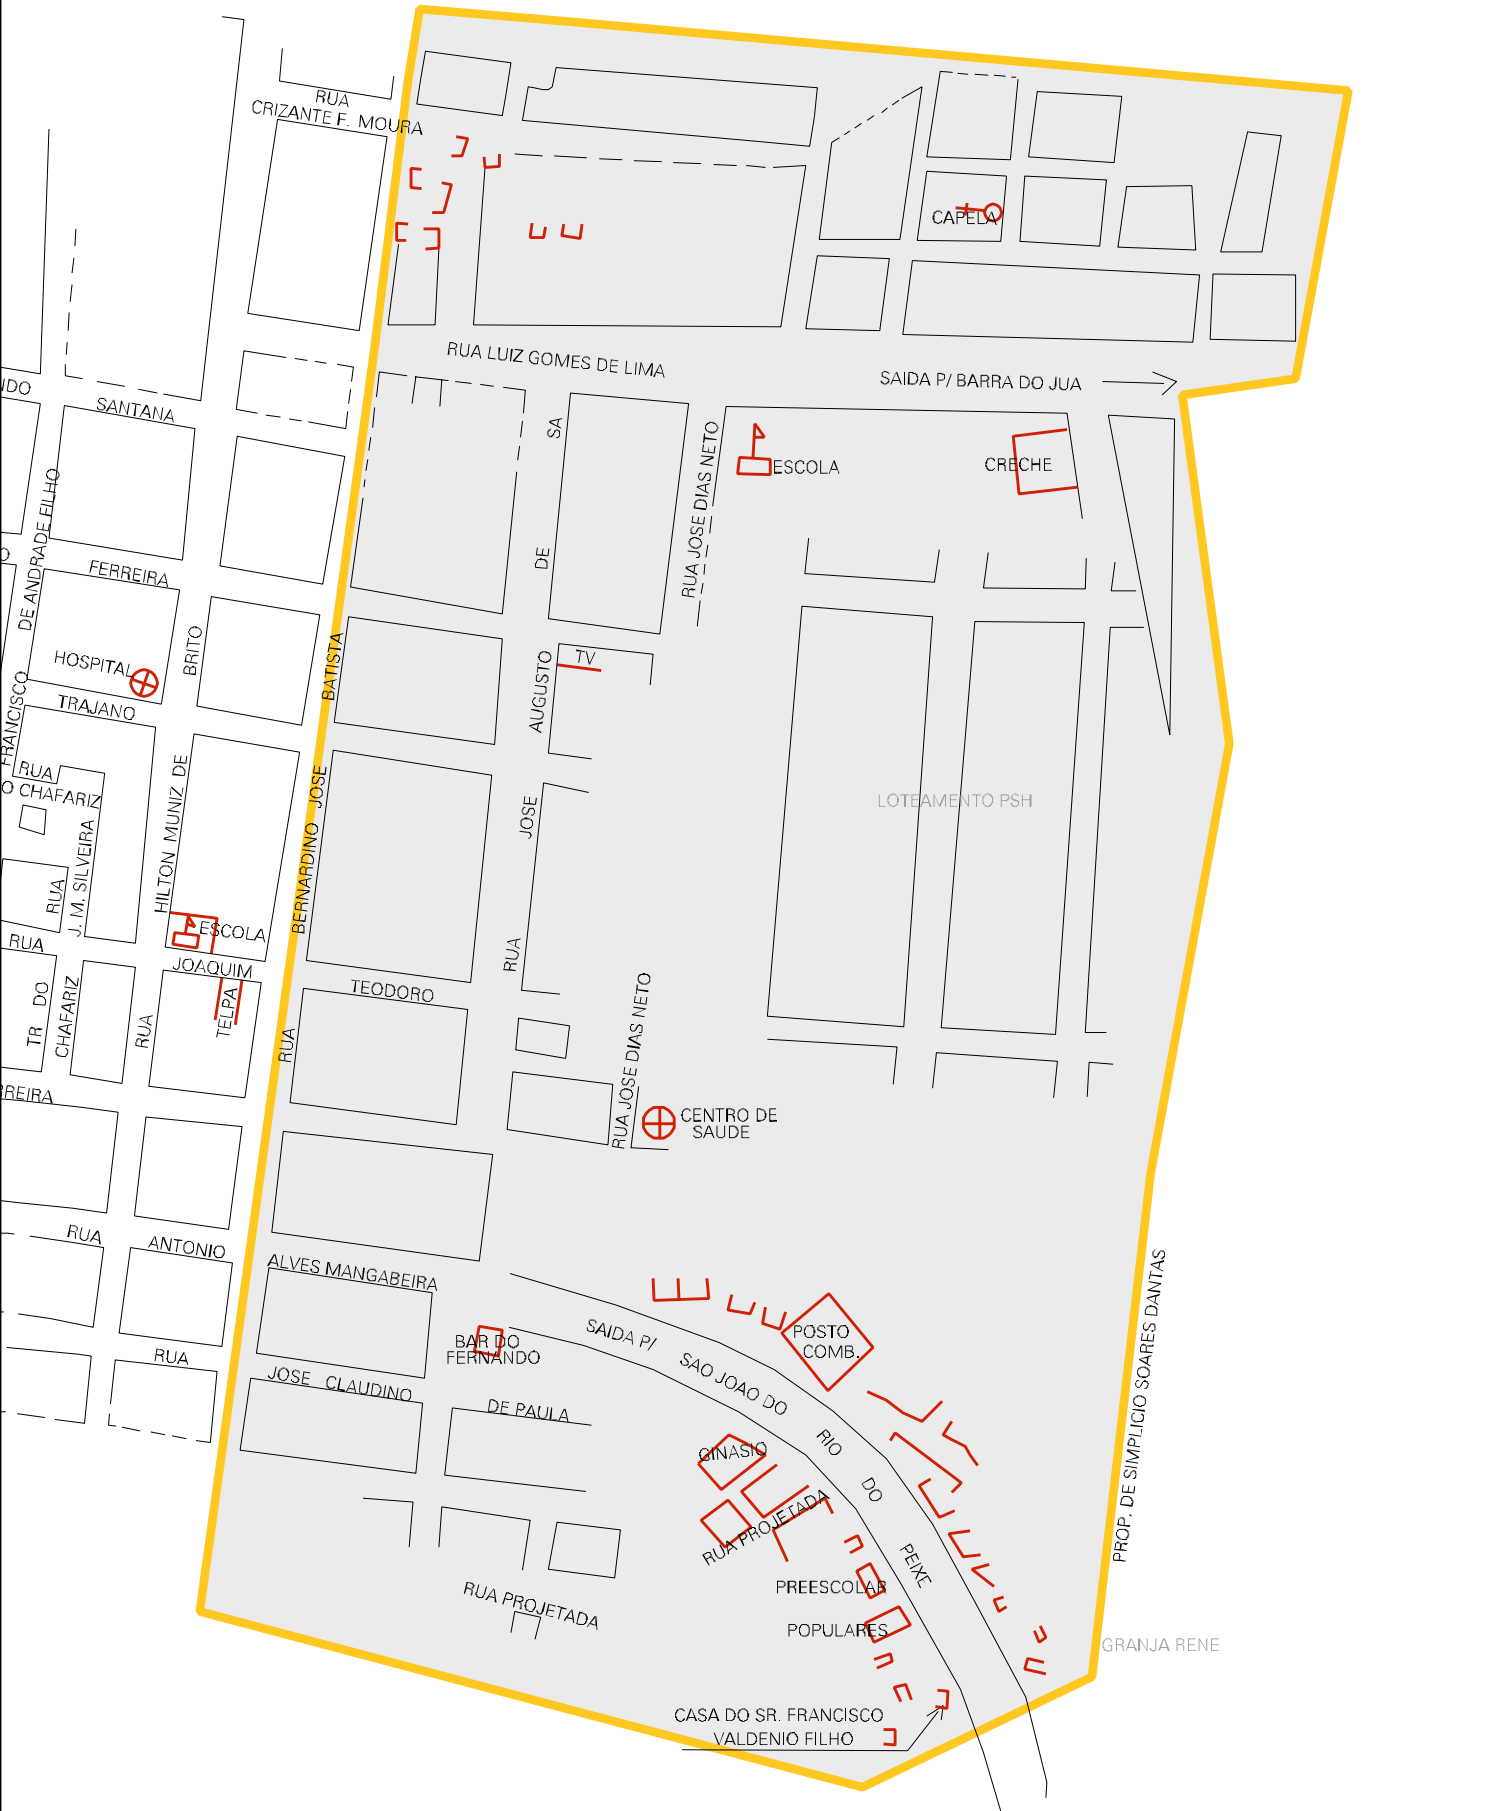 RUA
CRIZANTE F. MOURA
CAPELA
RUA LUIZ GOMES DE LIMA
SAIDA P/ BARRA DO JUA
NDO
SANTANA
SA
RUA JOSE DIAS NETO
ESCOLA
CRECHE
DE ANDRADE FILHO
O
FERREIRA
DE
BRITO
BATISTA
HOSPITAL
TV
AUGUSTO
FRANCISCO
TRAJANO
RUA
O CHAFARIZ
HILTON MUNIZ DE
JOSE
JOSE
LOTEAMENTO PSH
J. M. SILVEIRA
RUA
BERNARDINO
ESCOLA
RUA
RUA
JOAQUIM
TEODORO
TR DO
CHAFARIZ
TELPA
RUA
RUA
RUA JOSE DIAS NETO
RREIRA
CENTRO DE
SAUDE
RUA
ANTONIO
ALVES MANGABEIRA
SAIDA P/
SAO JOAO DO
RIO
DO
PEIXE
POSTO
COMB.
BAR DO
FERNANDO
RUA
JOSE CLAUDINO
DE PAULA
PROP. DE SIMPLICIO SOARES DANTAS
GINASIO
RUA PROJETADA
PREESCOLAR
RUA PROJETADA
POPULARES
GRANJA RENE
CASA DO SR. FRANCISCO
VALDENIO FILHO